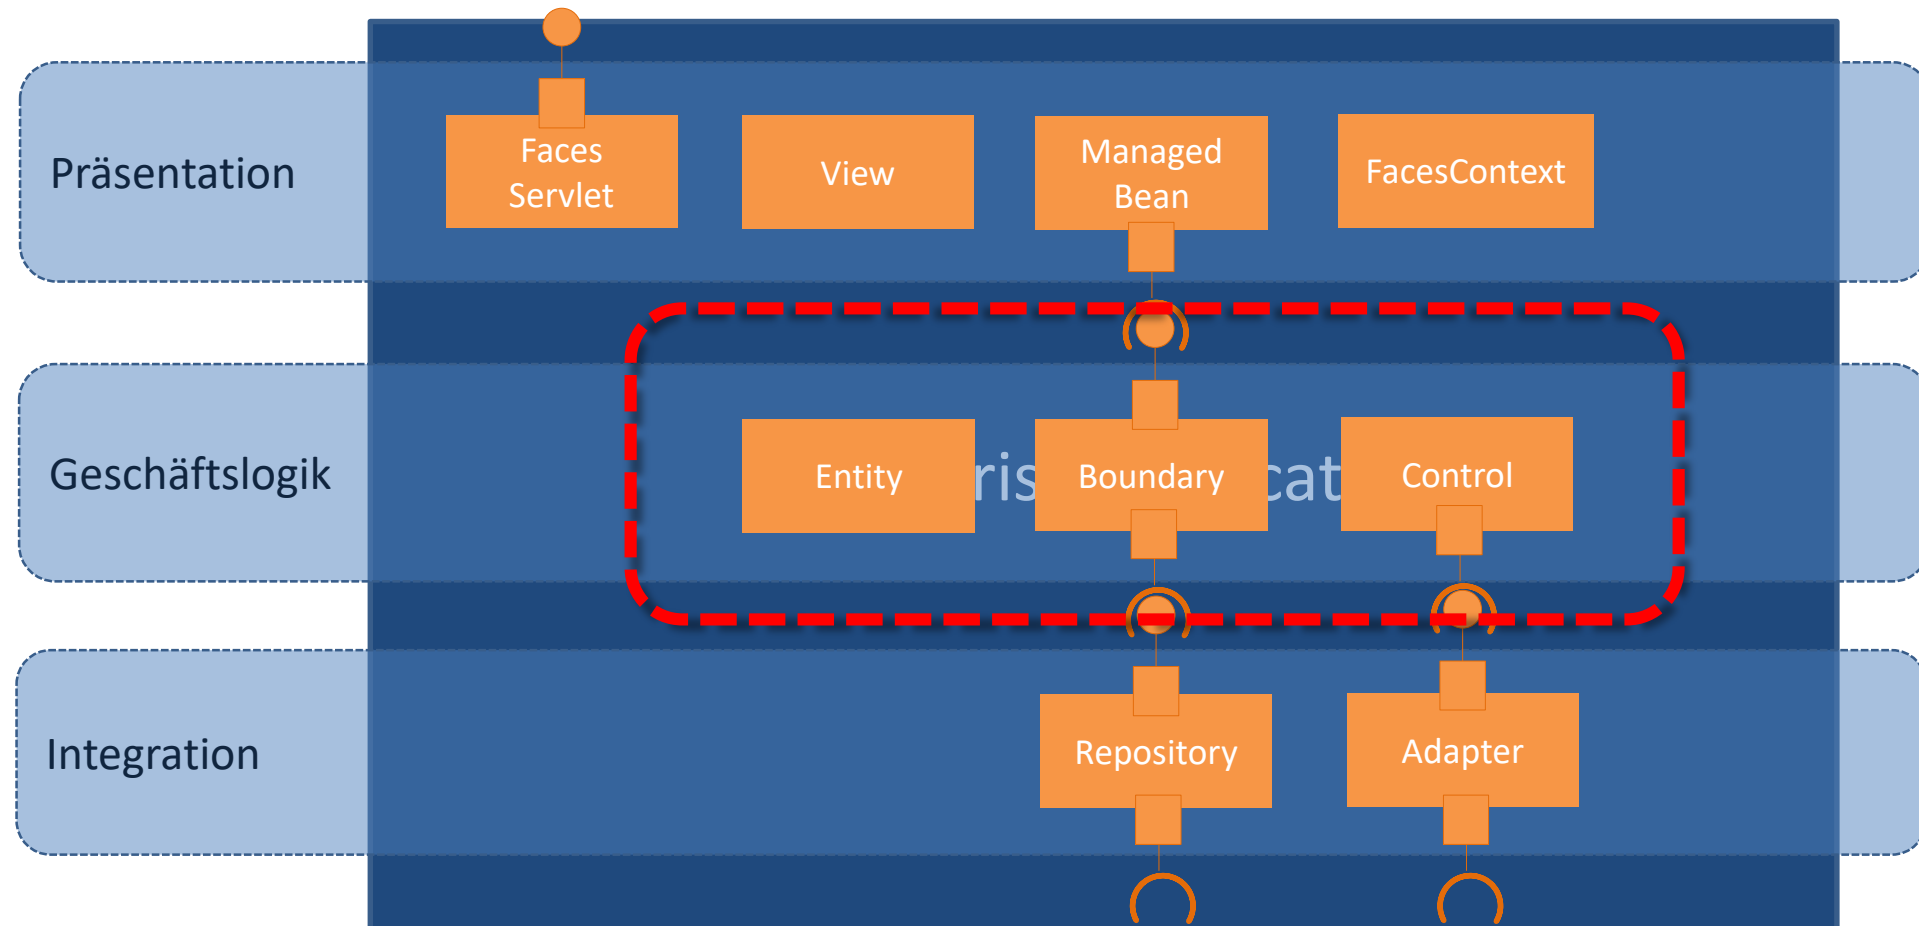 Präsentation
Faces
Servlet
View
Managed
Bean
FacesContext
Geschäftslogik
Entity
Boundary
Control
Integration
Repository
Adapter